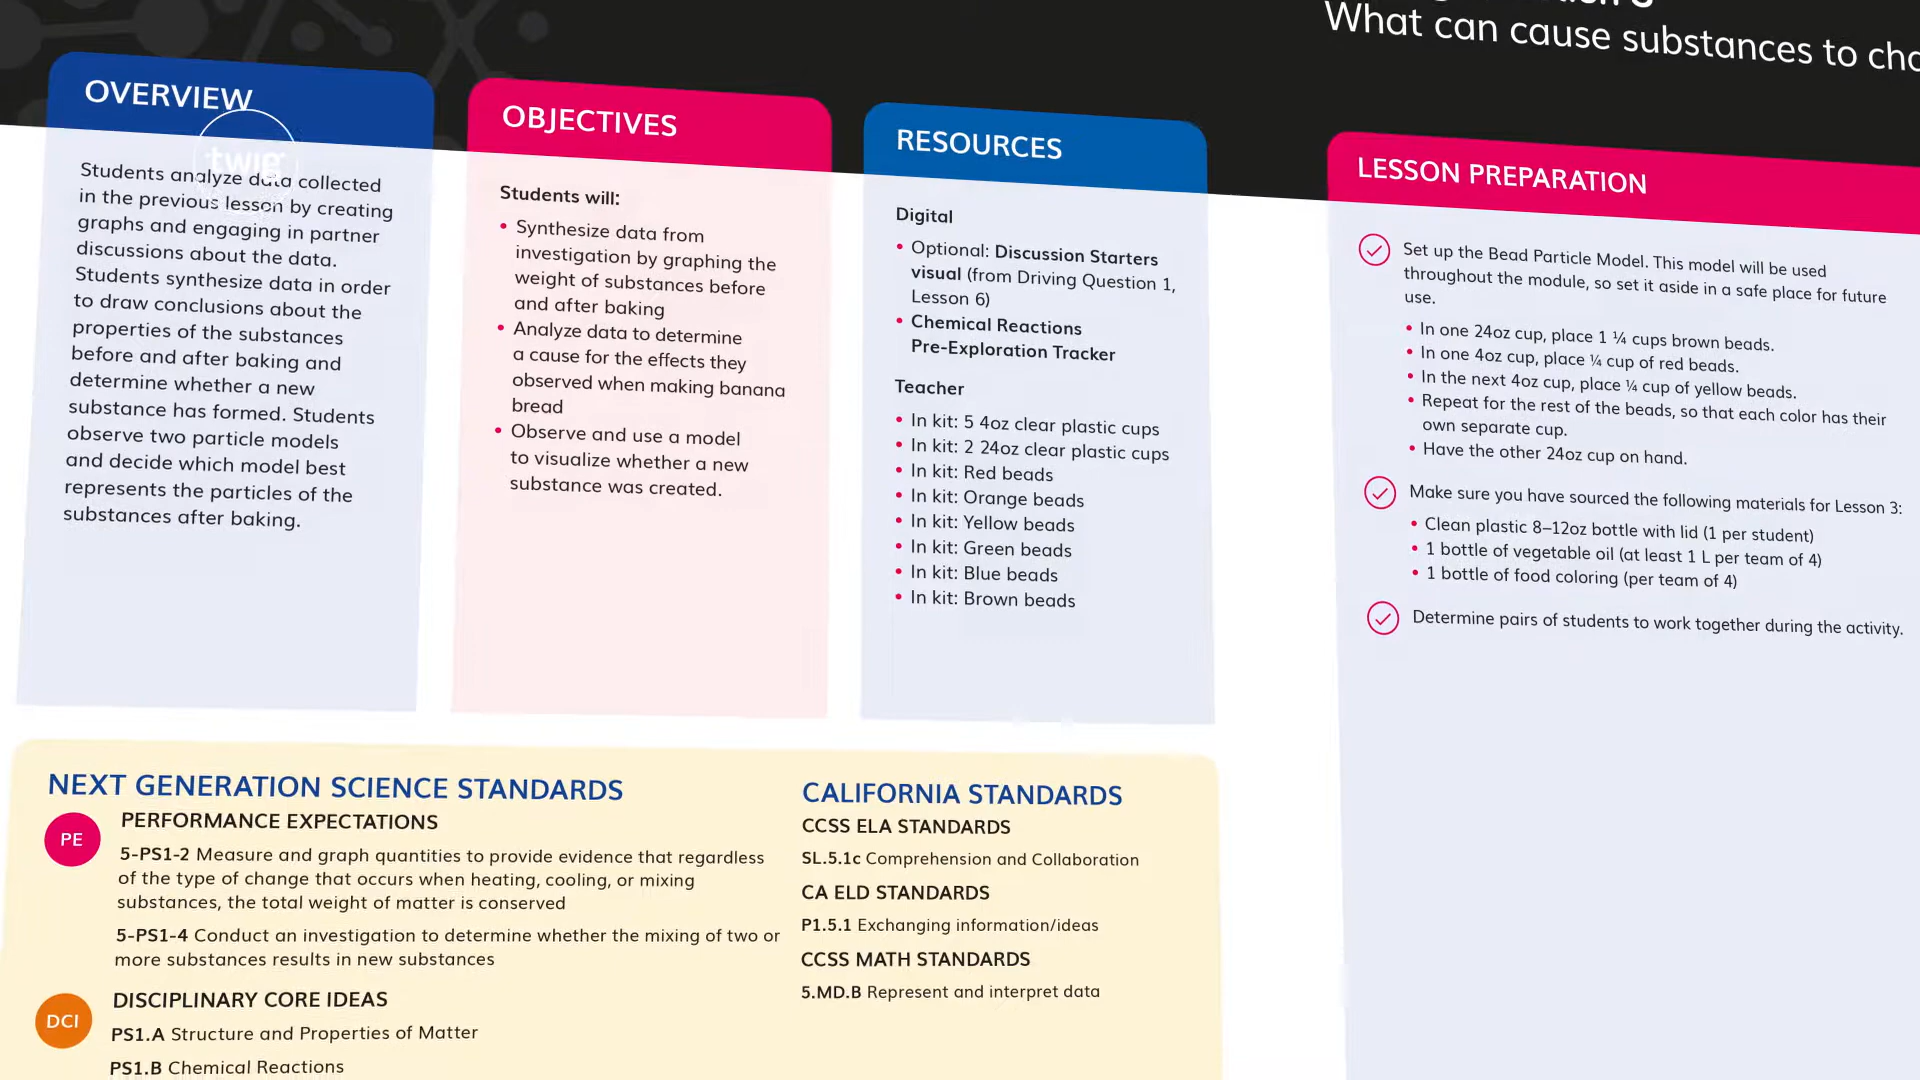 What can cause substances to
OVERVIEW
twig
Students analyze data collected
in the previous lesson by creating
graphs and engaging in partner
discussions about the data.
Students synthesize data in order
to draw conclusions about the
properties of the substances
before and after baking and
determine whether a new
substance has formed. Students
observe two particle models
and decide which model best
represents the particles of the
substances after baking.
OBJECTIVES
Students will:
• Synthesize data from
investigation by graphing the
weight of substances before
and after baking
• Analyze data to determine
a cause for the effects they
observed when making banana
bread
• Observe and use a model
to visualize whether a new
substance was created.
RESOURCES
Digital
• Optional: Discussion Starters
visual (from Driving Question 1,
Lesson 6)
• Chemical Reactions
Pre-Exploration Tracker
Teacher
• In kit: 5 4oz clear plastic cups
• In kit: 2 24oz clear plastic cups
• In kit: Red beads
• In kit: Orange beads
• In kit: Yellow beads
• In kit: Green beads
• In kit: Blue beads
• In kit: Brown beads
LESSON PREPARATION
Set up the Bead Particle Model. This model will be used
throughout the module, so set it aside in a safe place for future
use.
• In one 24oz cup, place 1 ¼ cups brown beads.
• In one 4oz cup, place ¼ cup of red beads.
• In the next 4oz cup, place ¼ cup of yellow beads.
• Repeat for the rest of the beads, so that each color has their
own separate cup.
• Have the other 24oz cup on hand.
Make sure you have sourced the following materials for Lesson 3:
• Clean plastic 8–12oz bottle with lid (1 per student)
• 1 bottle of vegetable oil (at least 1 L per team of 4)
• 1 bottle of food coloring (per team of 4)
Determine pairs of students to work together during the activity.
NEXT GENERATION SCIENCE STANDARDS
PE
PERFORMANCE EXPECTATIONS
5-PS1-2 Measure and graph quantities to provide evidence that regardless
of the type of change that occurs when heating, cooling, or mixing
substances, the total weight of matter is conserved
5-PS1-4 Conduct an investigation to determine whether the mixing of two or
more substances results in new substances
DCI
DISCIPLINARY CORE IDEAS
PS1.A Structure and Properties of Matter
PS1.B Chemical Reactions
CALIFORNIA STANDARDS
CCSS ELA STANDARDS
SL.5.1c Comprehension and Collaboration
CA ELD STANDARDS
P1.5.1 Exchanging information/ideas
CCSS MATH STANDARDS
5.MD.B Represent and interpret data